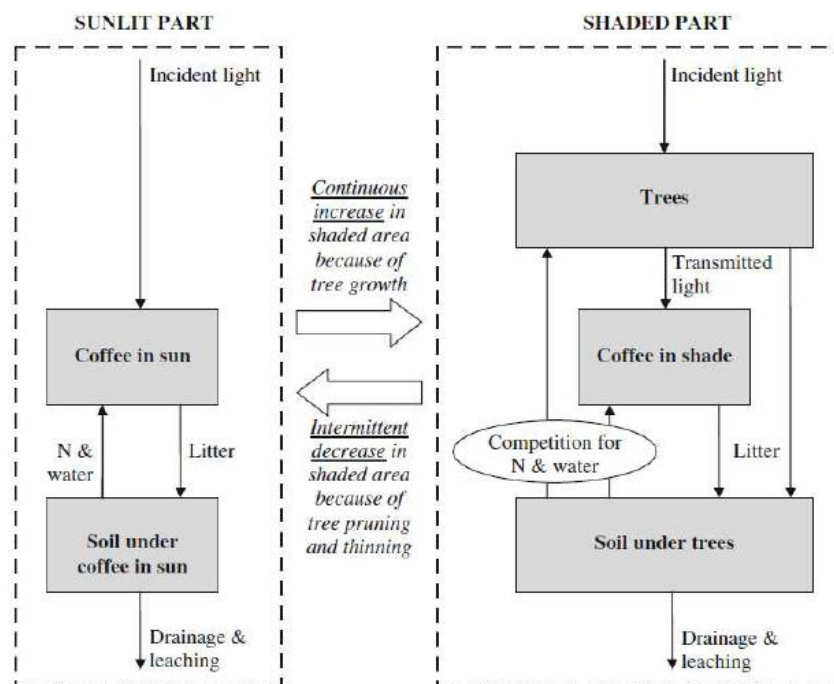 SUNLIT PART
Incident light
Coffee in sun
N &
water
Litter
Soil under
coffee in sun
Drainage &
leaching
Continuous
increase in
shaded area
because of
tree growth
Intermittent
decrease in
shaded area
because of
tree pruning
and thinning
SHADED PART
Incident light
Trees
Transmitted
light
Coffee in shade
Competition for
N & water
Litter
Soil under trees
Drainage &
leaching